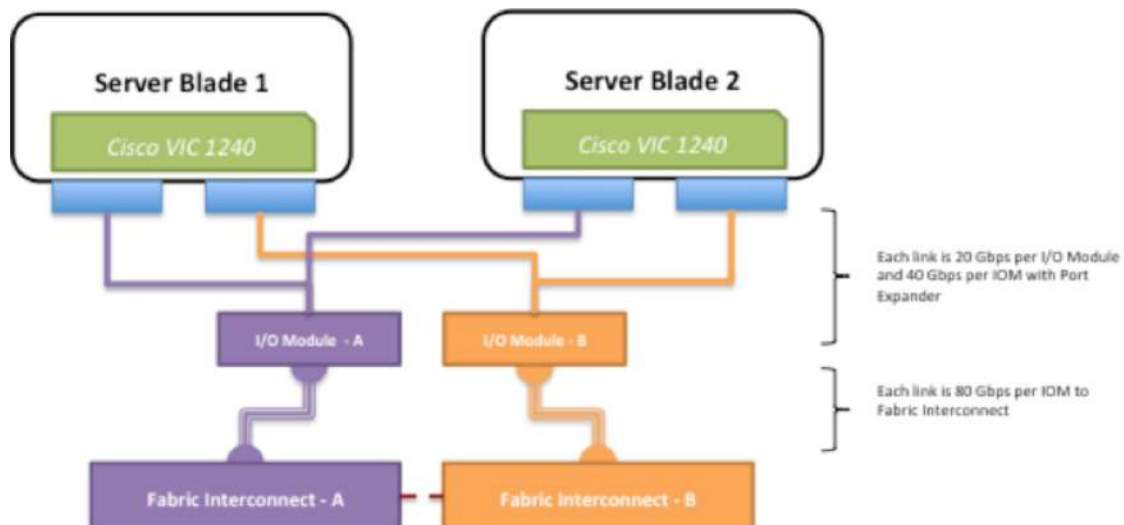 Server Blade 1
Server Blade 2
Cisco VIC 1240
Cisco VIC 1240
Each link is 20 Gbps per I/O Module
and 40 Gbps per IOM with Port
Expander
I/O Module - A
I/O Module - B
Each link is 80 Gbps per IOM to
Fabric Interconnect
Fabric Interconnect - A
Fabric Interconnect - B